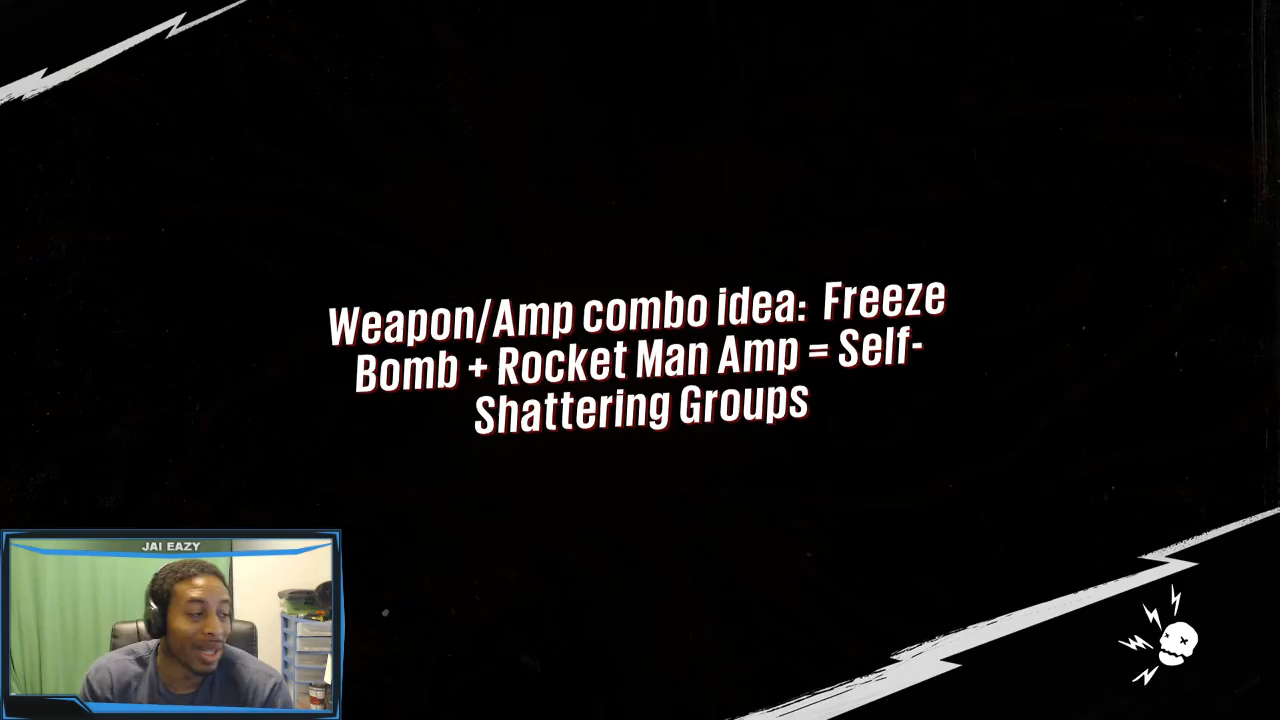 Weapon/Amp combo idea:  Freeze
Bomb + Rocket Man Amp = Self-
Shattering Groups
JAI EAZY